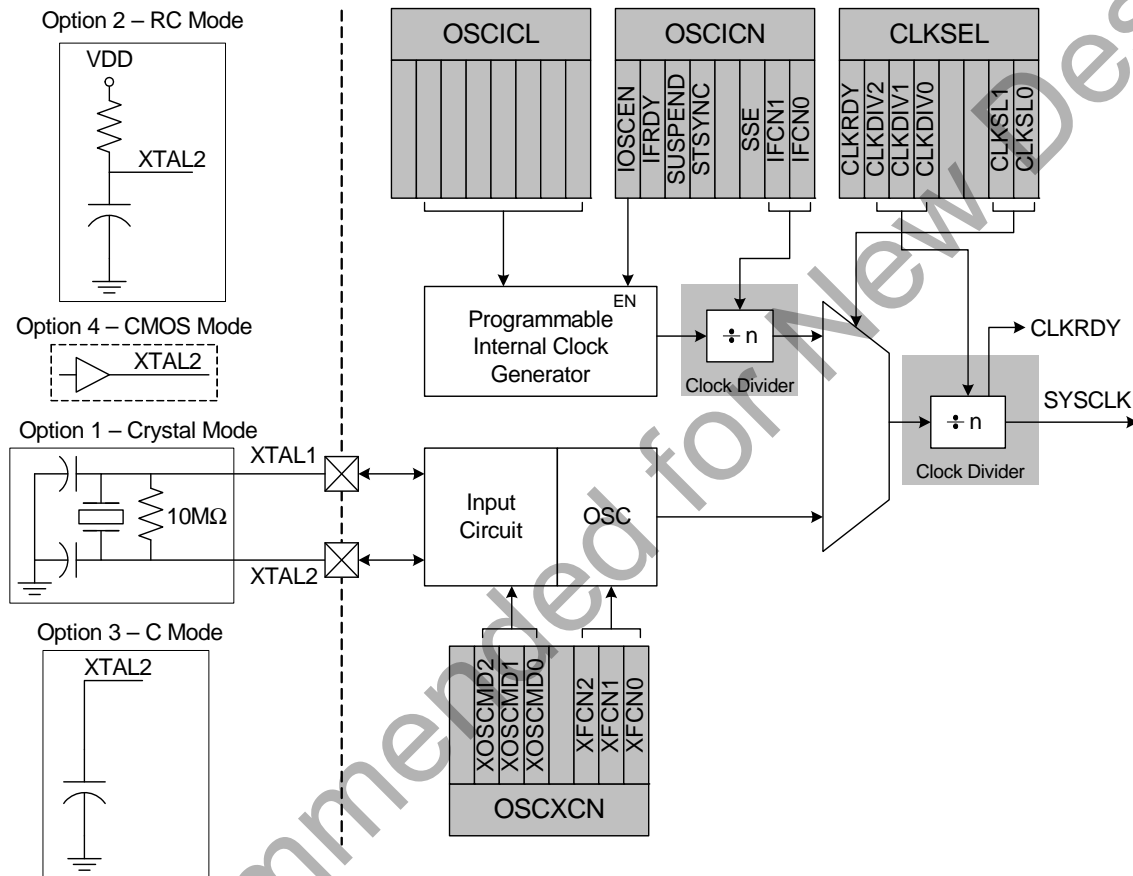 Option 2 – RC Mode
VDD
XTAL2
Option 4 – CMOS Mode
XTAL2
Option 1 – Crystal Mode
XTAL1
10MΩ
XTAL2
Option 3 – C Mode
XTAL2
OSCICL
OSCICN
IOSCEN
IFRDY
SUSPEND
STSYNC
SSE
IFCN1
IFCN0
CLKSEL
CLKRDY
CLKDIV2
CLKDIV1
CLKDIV0
CLKSL1
CLKSL0
EN
Programmable
Internal Clock
Generator
÷ n
Clock Divider
CLKRDY
SYSCLK
÷ n
Clock Divider
Input
Circuit
OSC
XOSCMD2
XOSCMD1
XOSCMD0
XFCN2
XFCN1
XFCN0
OSCXCN
mmended for New Des